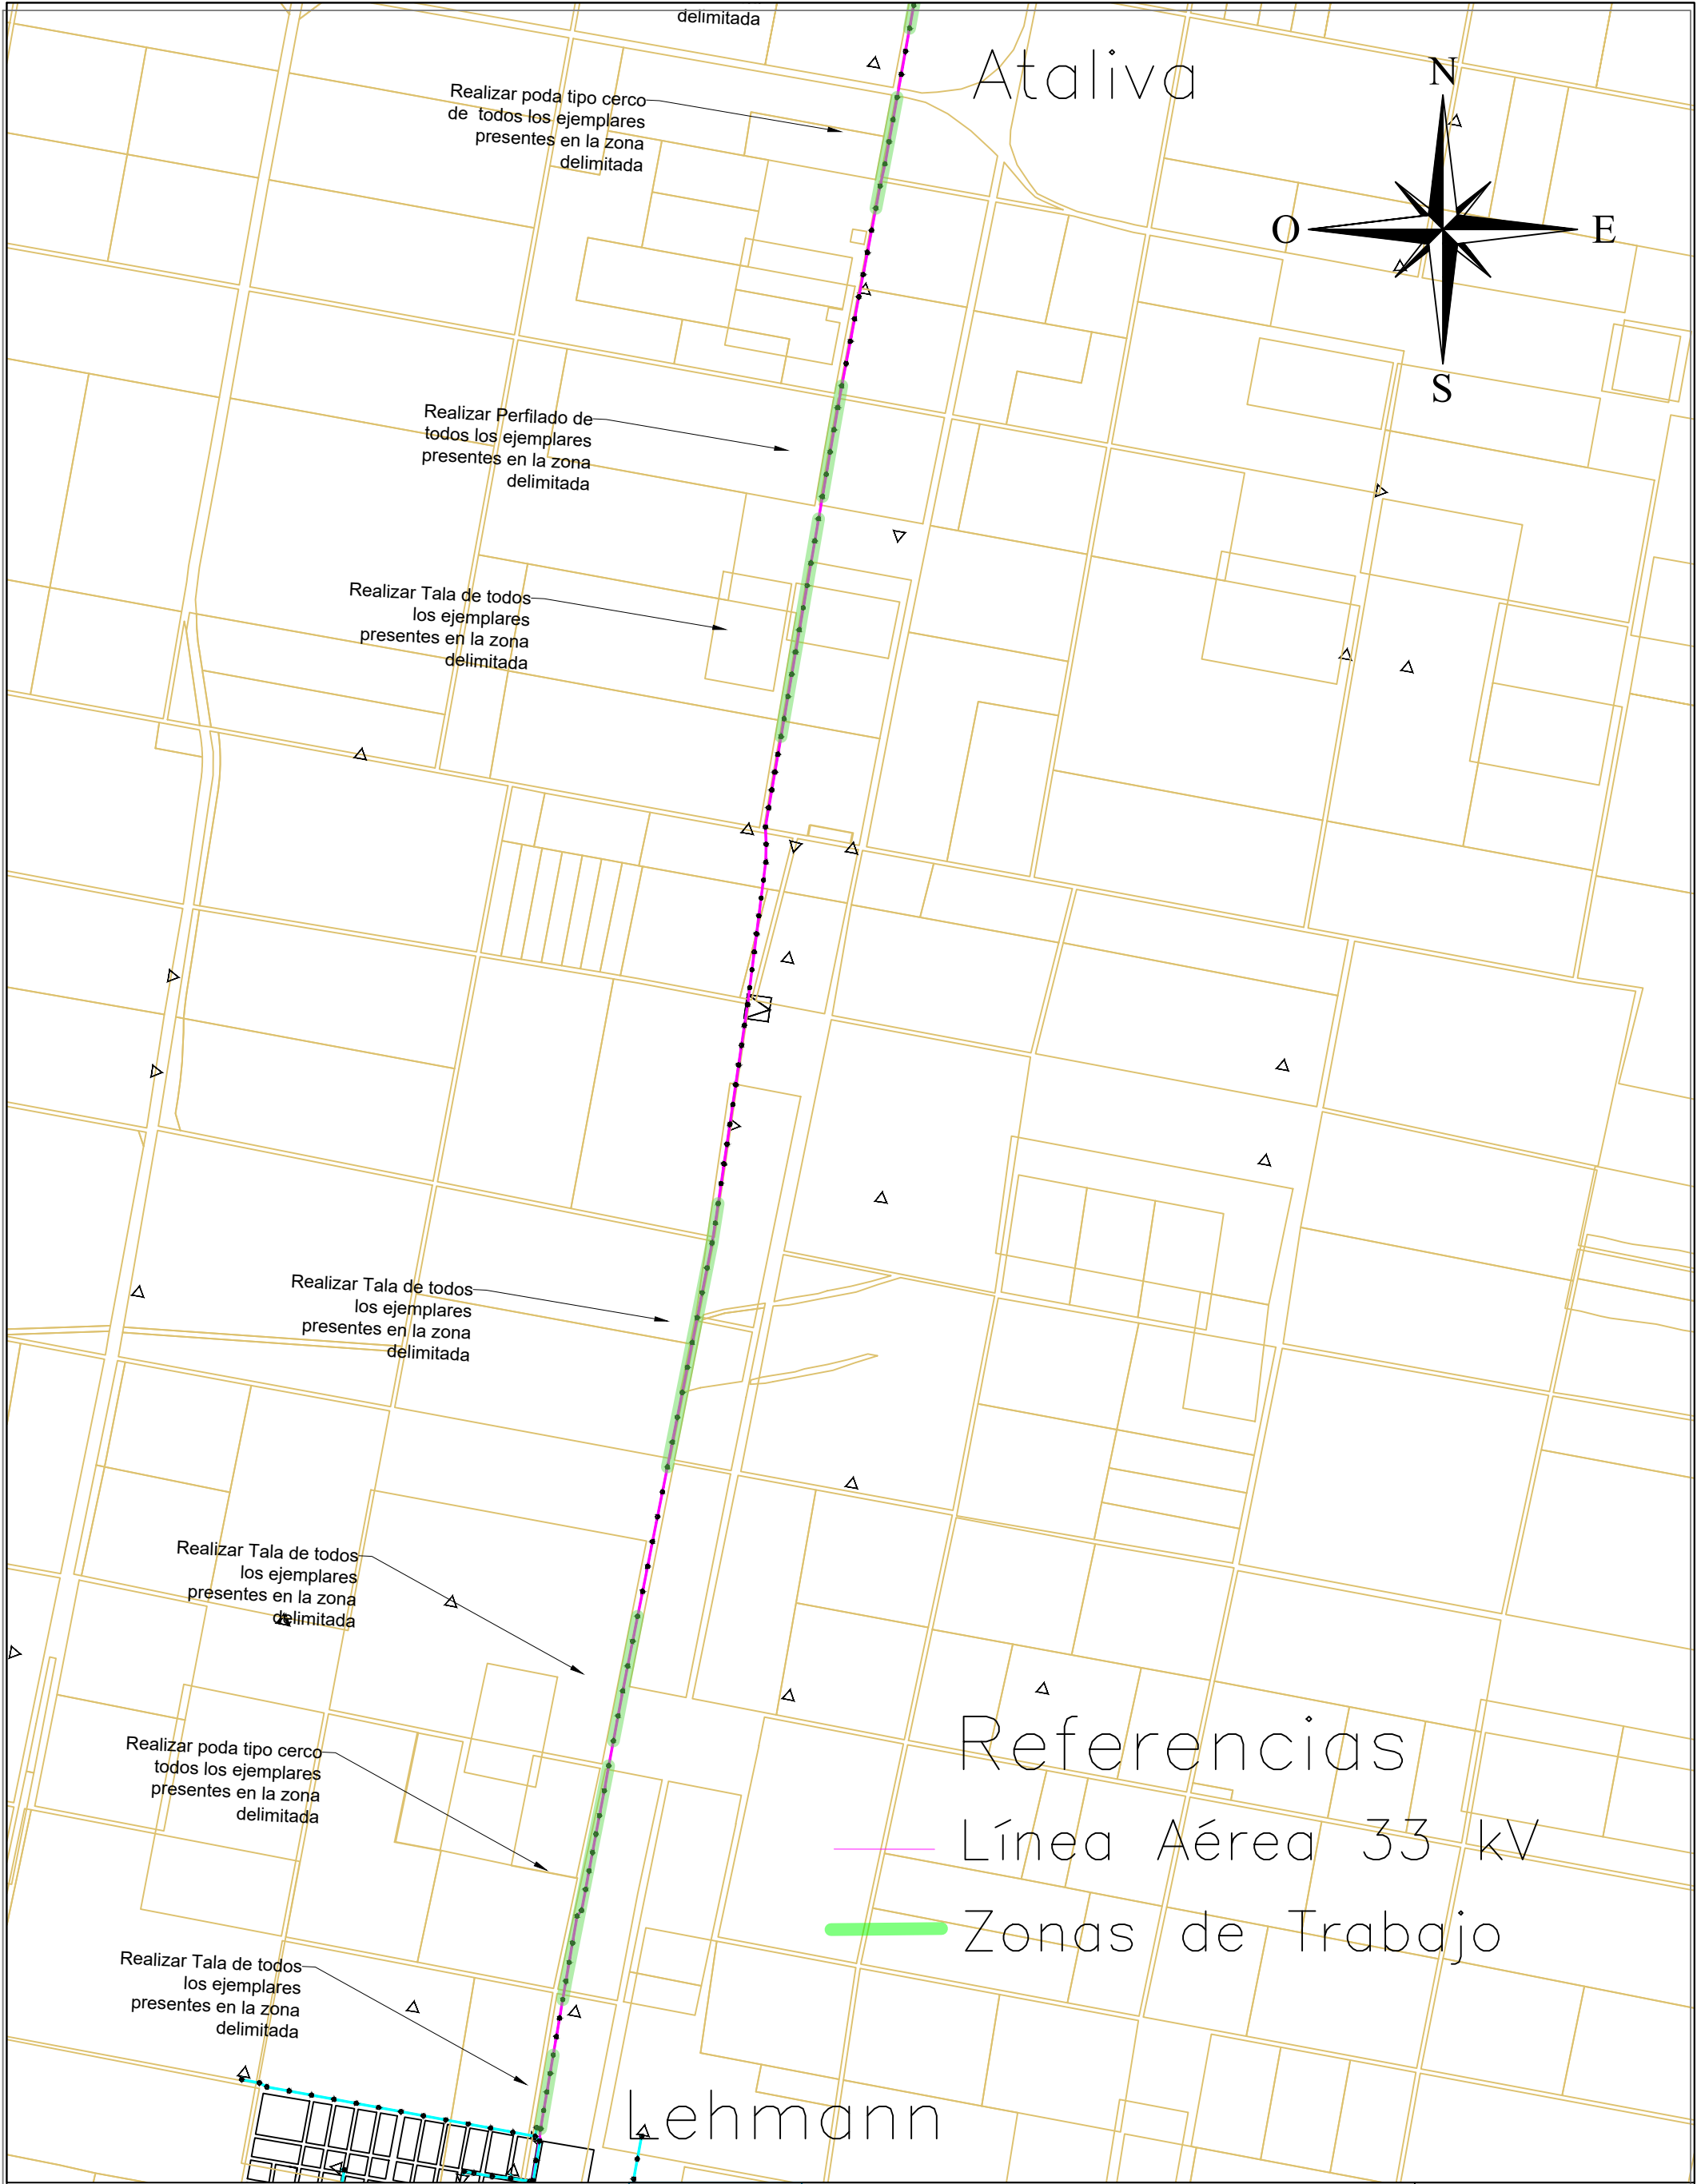 delimitada
Ataliva
N
O
E
S
Realizar poda tipo cerco
de todos los ejemplares
presentes en la zona
delimitada
Realizar Perfilado de
todos los ejemplares
presentes en la zona
delimitada
Realizar Tala de todos
los ejemplares
presentes en la zona
delimitada
Realizar Tala de todos
los ejemplares
presentes en la zona
delimitada
Realizar Tala de todos
los ejemplares
presentes en la zona
delimitada
Realizar poda tipo cerco
todos los ejemplares
presentes en la zona
delimitada
Realizar Tala de todos
los ejemplares
presentes en la zona
delimitada
Referencias
Línea Aérea 33 kV
Zonas de Trabajo
Lehmann